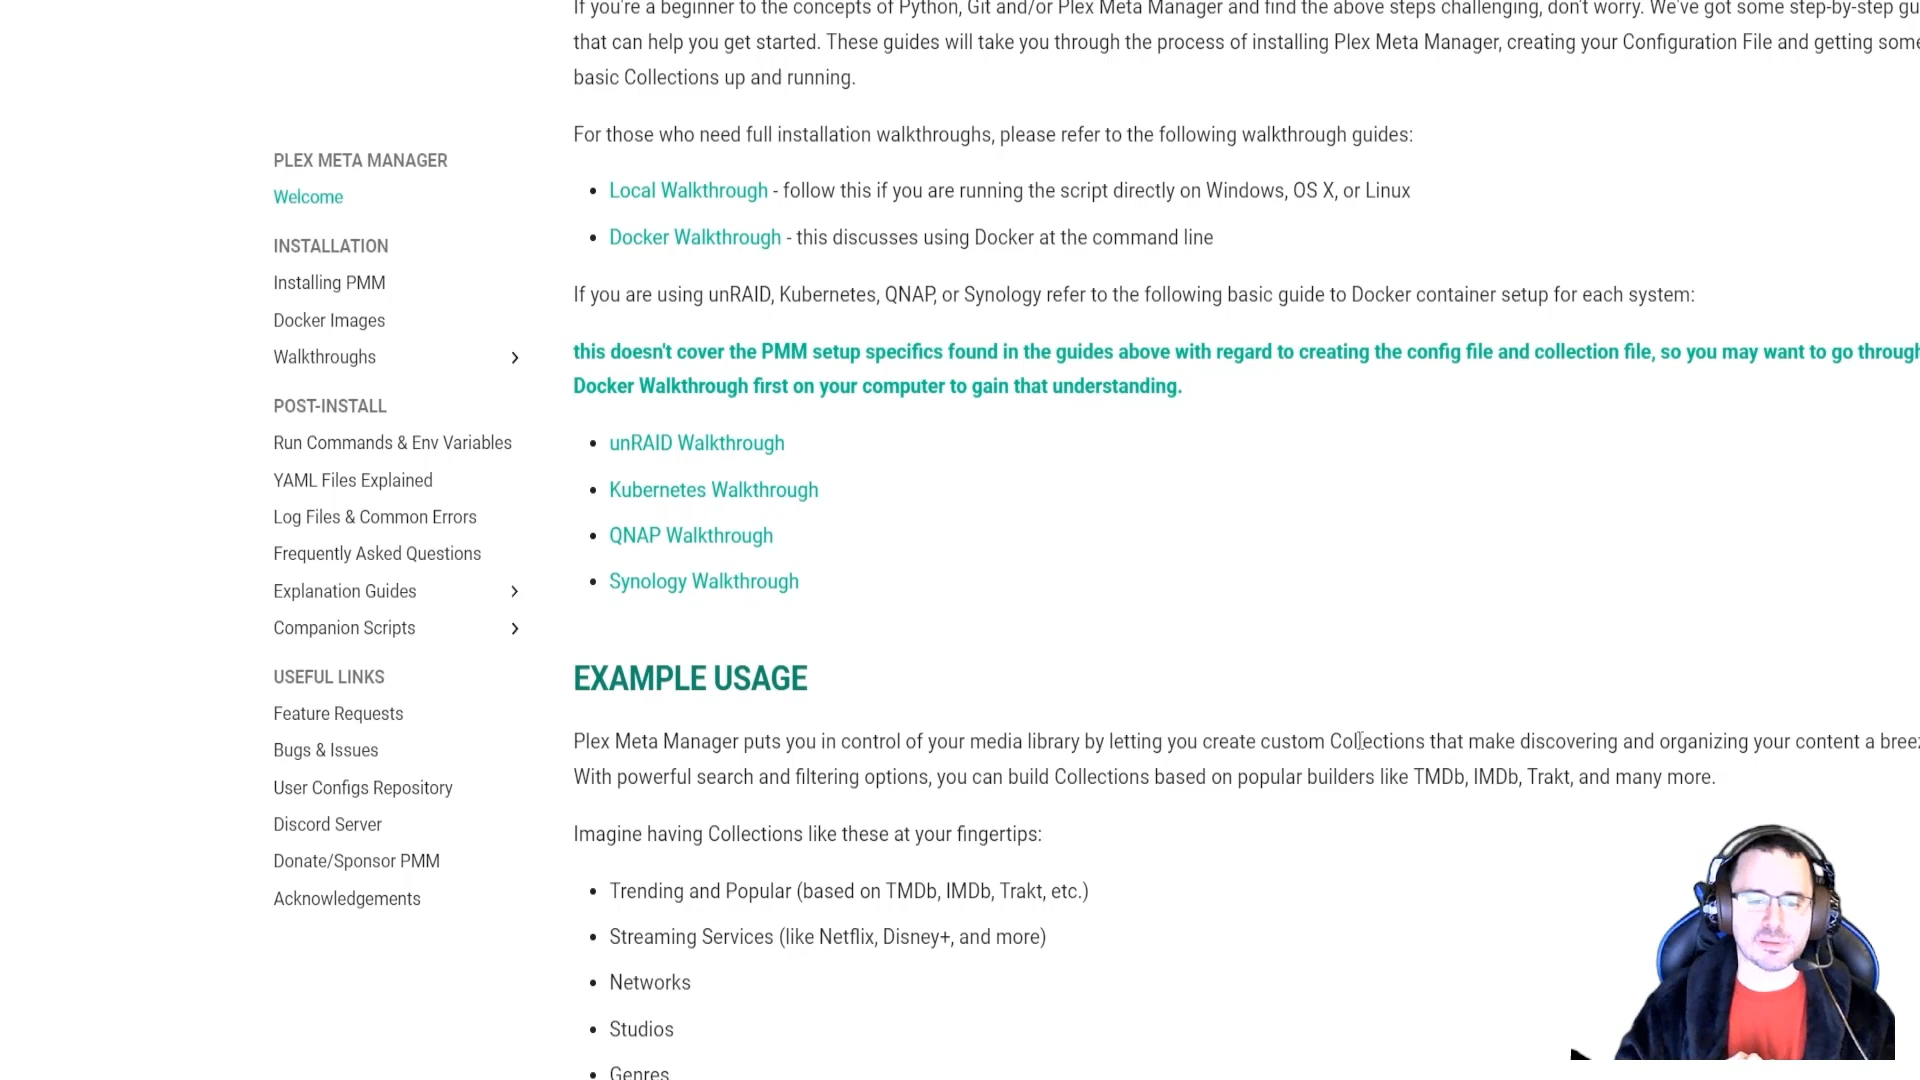 PLEX META MANAGER
Welcome
INSTALLATION
Installing PMM
Docker Images
Walkthroughs
POST-INSTALL
Run Commands & Env Variables
YAML Files Explained
Log Files & Common Errors
Frequently Asked Questions
Explanation Guides
Companion Scripts
USEFUL LINKS
Feature Requests
Bugs & Issues
User Configs Repository
Discord Server
Donate/Sponsor PMM
Acknowledgements
If you're a beginner to the concepts of Python, Git and/or Plex Meta Manager and find the above steps challenging, don't worry. We've got some step-by-step gu
that can help you get started. These guides will take you through the process of installing Plex Meta Manager, creating your Configuration File and getting some
basic Collections up and running.
For those who need full installation walkthroughs, please refer to the following walkthrough guides:
• Local Walkthrough - follow this if you are running the script directly on Windows, OS X, or Linux
• Docker Walkthrough - this discusses using Docker at the command line
If you are using unRAID, Kubernetes, QNAP, or Synology refer to the following basic guide to Docker container setup for each system:
this doesn't cover the PMM setup specifics found in the guides above with regard to creating the config file and collection file, so you may want to go through
Docker Walkthrough first on your computer to gain that understanding.
• unRAID Walkthrough
• Kubernetes Walkthrough
• QNAP Walkthrough
• Synology Walkthrough
EXAMPLE USAGE
Plex Meta Manager puts you in control of your media library by letting you create custom Collections that make discovering and organizing your content a breez
With powerful search and filtering options, you can build Collections based on popular builders like TMDb, IMDb, Trakt, and many more.
Imagine having Collections like these at your fingertips:
• Trending and Popular (based on TMDb, IMDb, Trakt, etc.)
• Streaming Services (like Netflix, Disney+, and more)
• Networks
• Studios
• Genres